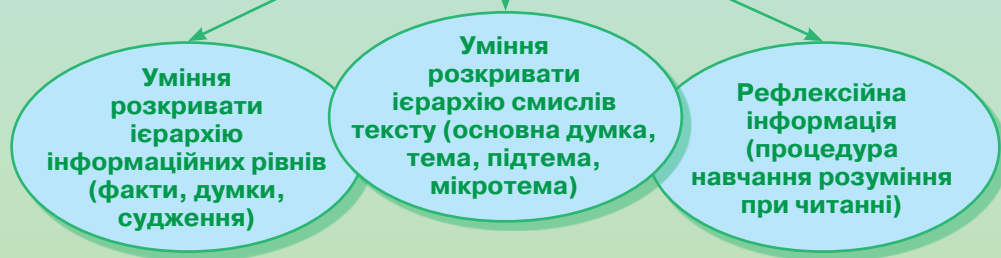 Уміння
розкривати
ієрархію
інформаційних рівнів
(факти, думки,
судження)
Уміння
розкривати
ієрархію смислів
тексту (основна думка,
тема, підтема,
мікротема)
Рефлексійна
інформація
(процедура
навчання розуміння
при читанні)